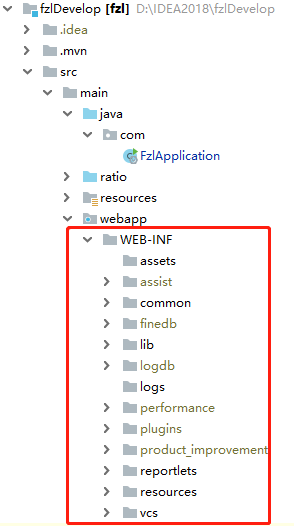 fzlDevelop [fzl] D:\IDEA2018\fzlDevelop
.idea
.mvn
src
main
java
com
FzlApplication
ratio
resources
webapp
WEB-INF
assets
assist
common
finedb
lib
logdb
logs
performance
plugins
product_improvement
reportlets
resources
vcs